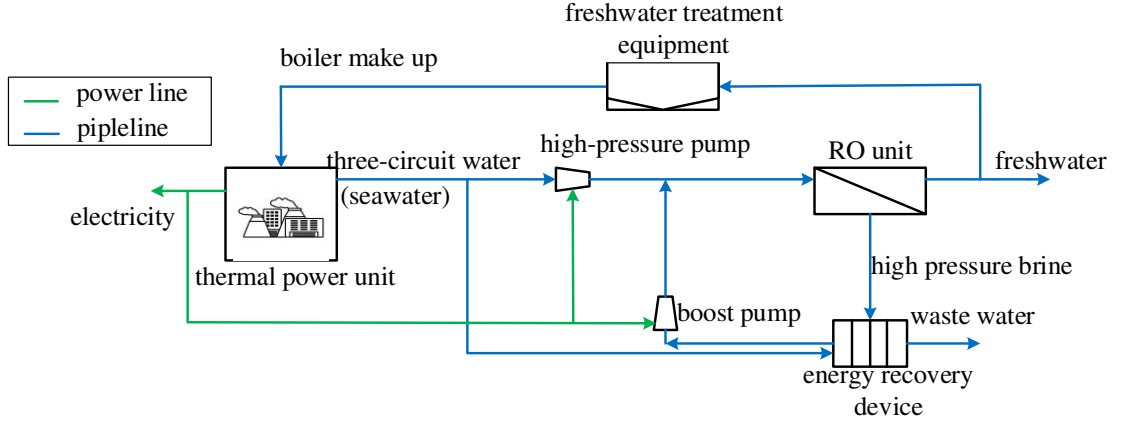 freshwater treatment
equipment
boiler make up
power line
pipleline
three-circuit water
(seawater)
high-pressure pump
RO unit
freshwater
electricity
thermal power unit
high pressure brine
boost pump
waste water
energy recovery
device